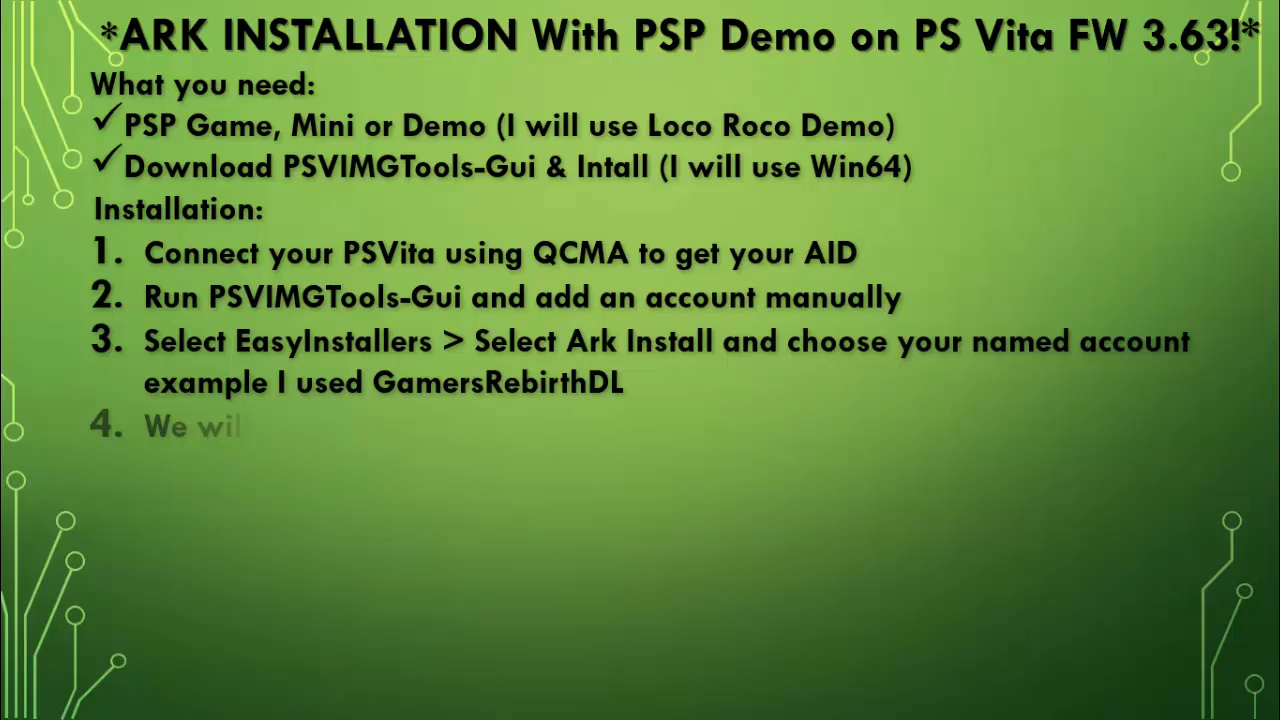 *ARK INSTALLATION With PSP Demo on PS Vita FW 3.63!*
What you need:
✓PSP Game, Mini or Demo (I will use Loco Roco Demo)
✓Download PSVIMGTools-Gui & Intall (I will use Win64)
Installation:
1. Connect your PSVita using QCMA to get your AID
2. Run PSVIMGTools-Gui and add an account manually
3. Select EasyInstallers > Select Ark Install and choose your named account
example I used GamersRebirthDL
4. We wil